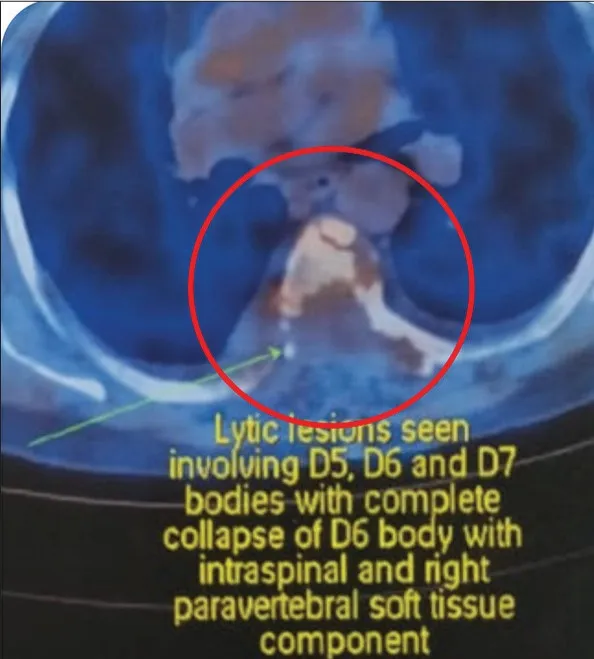 Lytic lesions seen
involving D5, D6 and D7
bodies with complete
collapse of D6 body with
intraspinal and right
paravertebral soft tissue
component